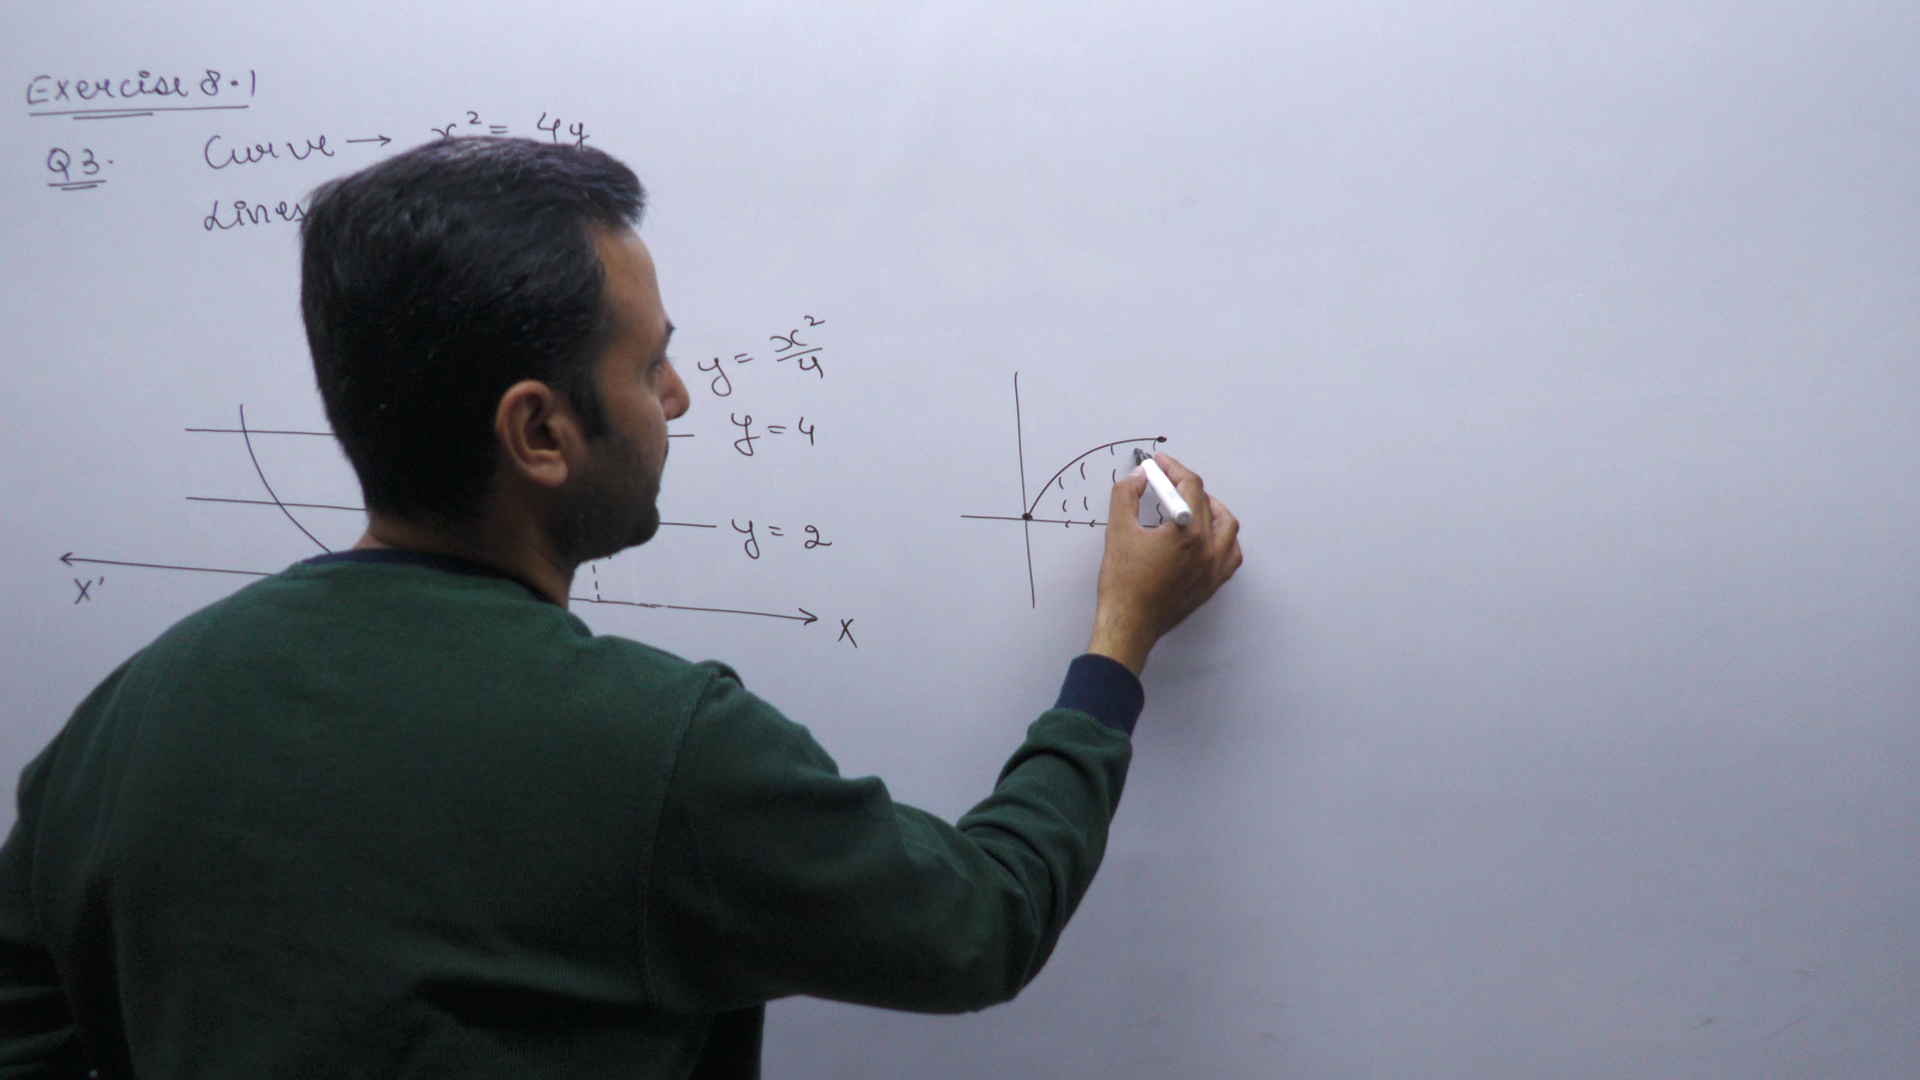 Exercise 8.1
Q3. Curve → x² = 4y
Lines
y = x²/4
y = 4
y = 2
X'
X